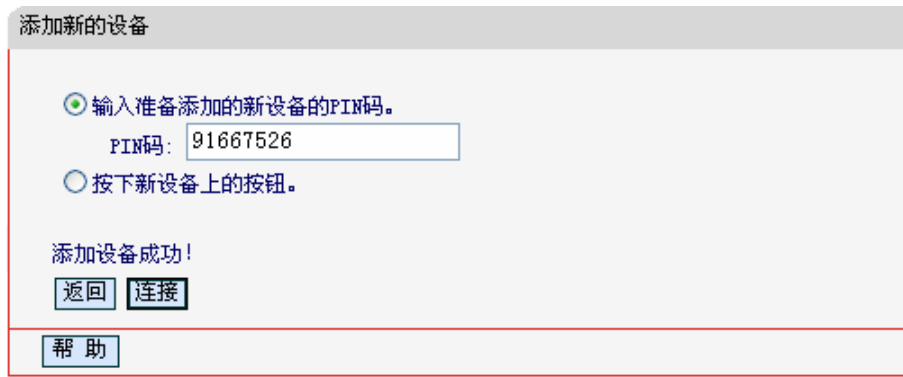 添加新的设备
输入准备添加的新设备的PIN码。
PIN码: 91667526
按下新设备上的按钮。
添加设备成功!
返回 连接
帮 助